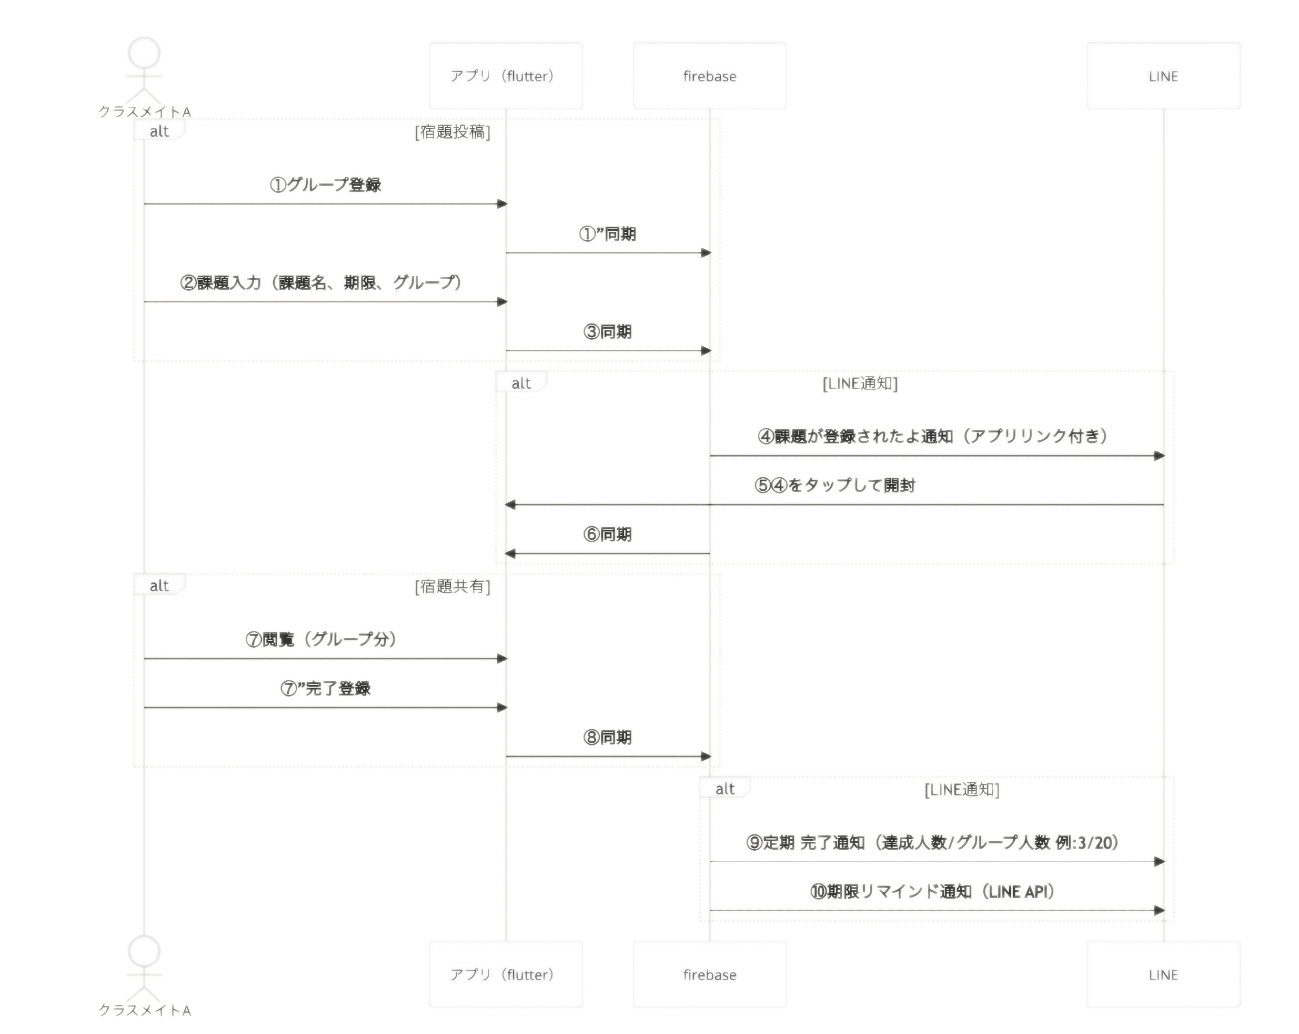 アプリ（flutter）
firebase
LINE
クラスメイトA
alt
[宿題投稿]
①グループ登録
①”同期
②課題入力（課題名、期限、グループ）
③同期
alt
[LINE通知]
④課題が登録されたよ通知（アプリリンク付き）
⑤④をタップして開封
⑥同期
alt
[宿題共有]
⑦閲覧（グループ分）
⑦”完了登録
⑧同期
alt
[LINE通知]
⑨定期 完了通知（達成人数/グループ人数 例:3/20）
⑩期限リマインド通知（LINE API）
アプリ（flutter）
firebase
LINE
クラスメイトA